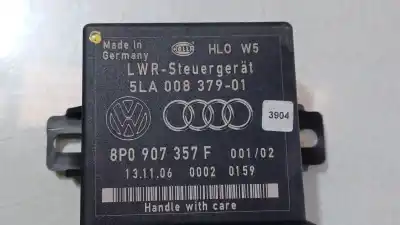 Made in
Germany
HELLA
HLO W5
LWR-Steuergerät
5LA 008 379-01
3904
8P0 907 357 F 001/02
13.11.06 0002 0159
Handle with care